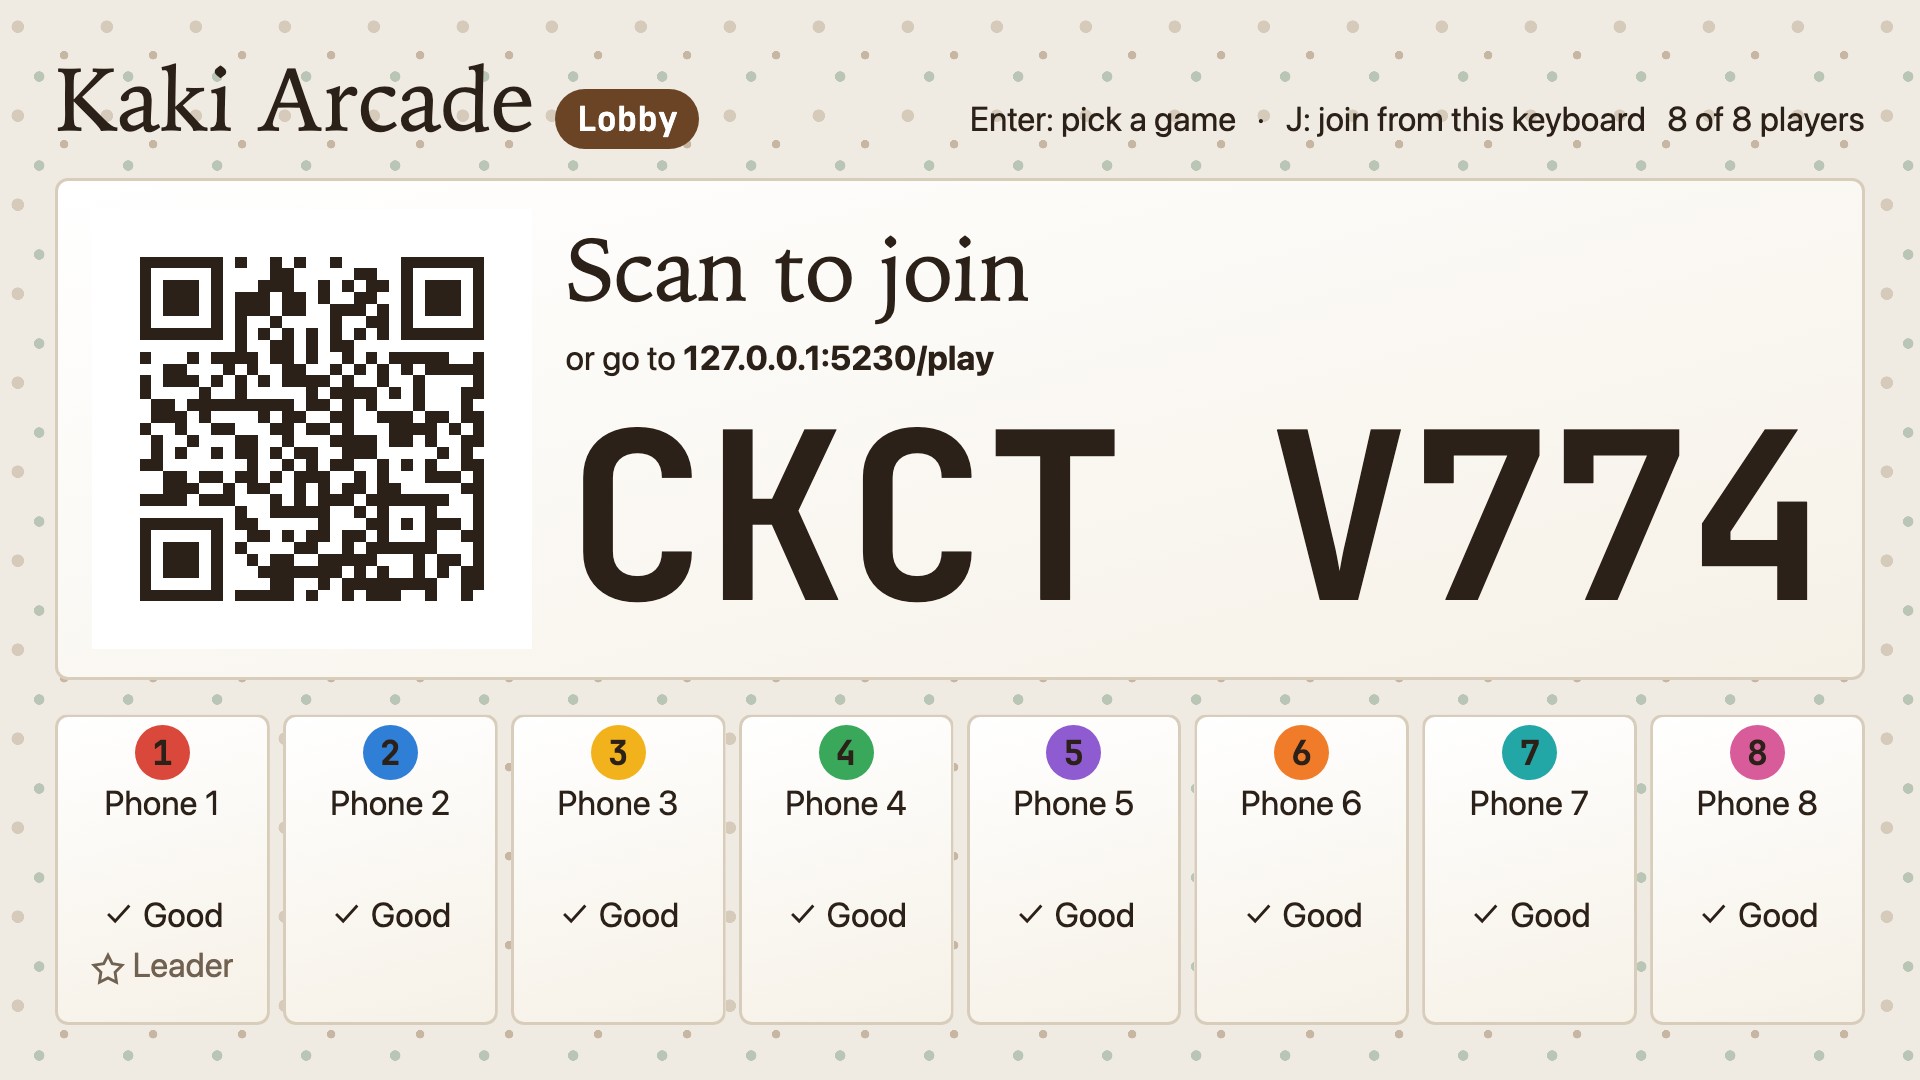 Kaki Arcade Lobby
Enter: pick a game · J: join from this keyboard 8 of 8 players
Scan to join
or go to 127.0.0.1:5230/play
CKCT V774
1 2 3 4 5 6 7 8
Phone 1 Phone 2 Phone 3 Phone 4 Phone 5 Phone 6 Phone 7 Phone 8
Good Good Good Good Good Good Good Good
Leader